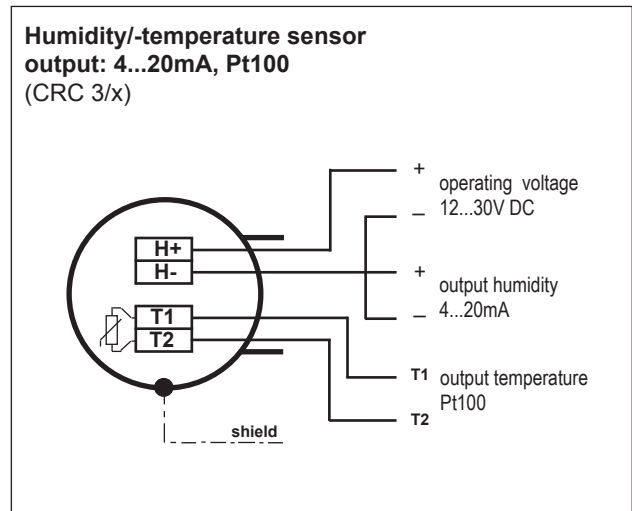 Humidity/-temperature sensor
output: 4...20mA, Pt100
(CRC 3/x)
+
operating voltage
– 12...30V DC
H+
H-
+
output humidity
– 4...20mA
T1
T2
T1 output temperature
Pt100
T2
shield